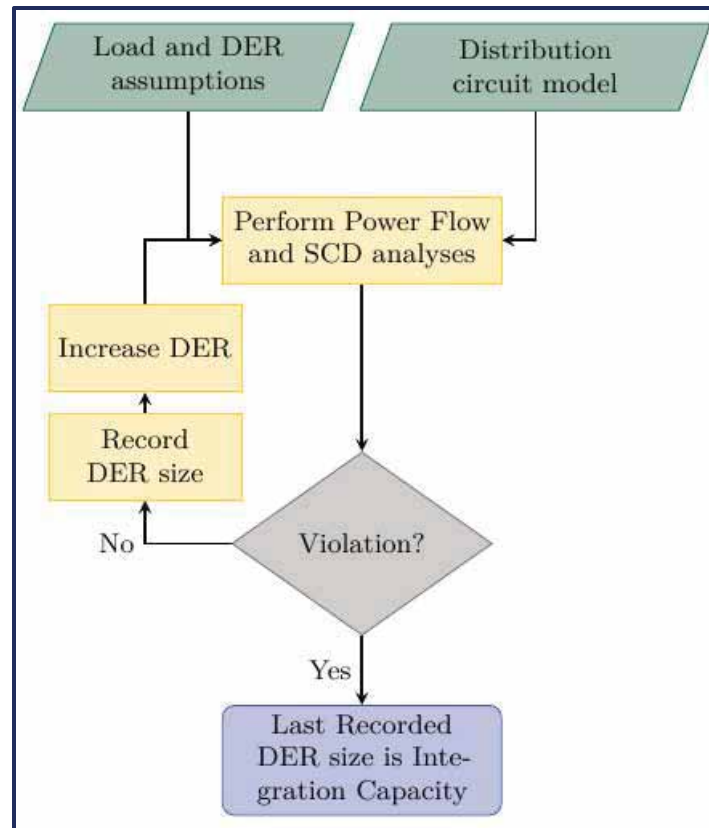 Load and DER
assumptions
Distribution
circuit model
Perform Power Flow
and SCD analyses
Increase DER
Record
DER size
No
Violation?
Yes
Last Recorded
DER size is Inte-
gration Capacity